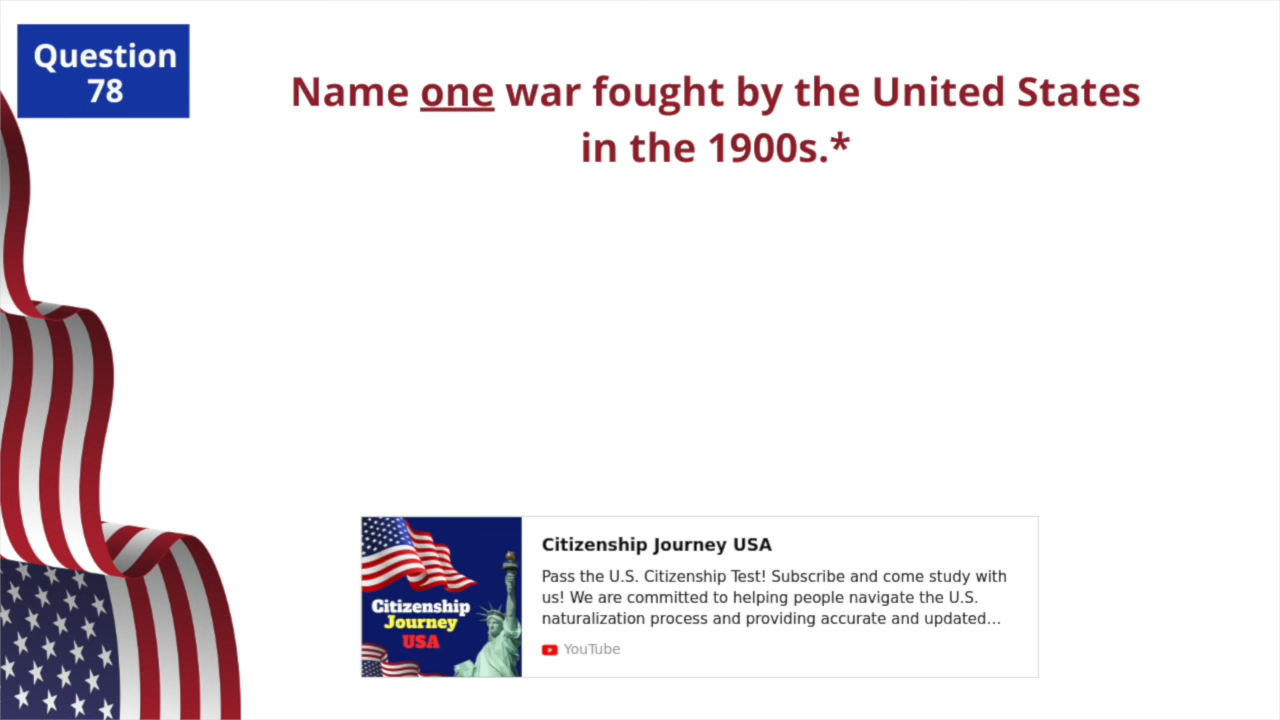 Question
78
Name one war fought by the United States
in the 1900s.*
Citizenship Journey USA
Pass the U.S. Citizenship Test! Subscribe and come study with
us! We are committed to helping people navigate the U.S.
naturalization process and providing accurate and updated...
YouTube
Citizenship
Journey
USA